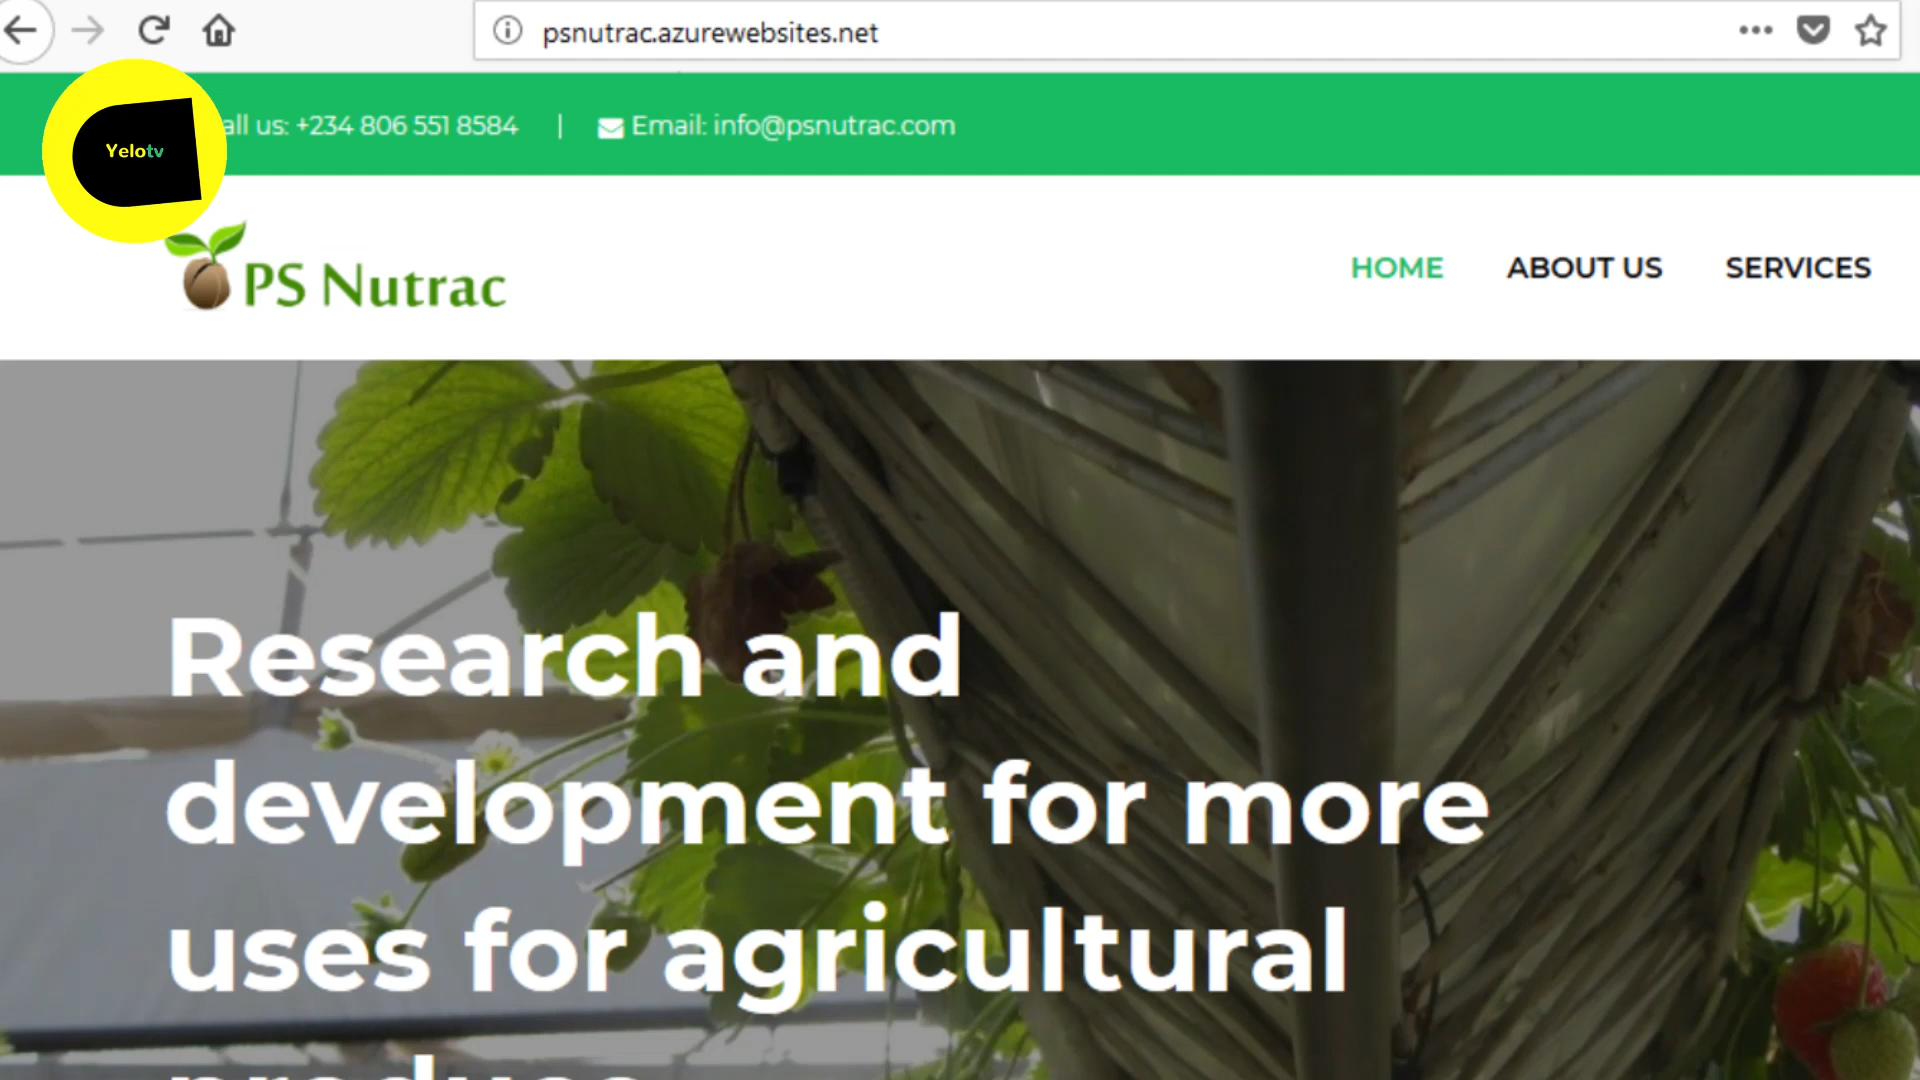 psnutrac.azurewebsites.net
all us: +234 806 551 8584 | Email: info@psnutrac.com
Yelotv
PS Nutrac
HOME ABOUT US SERVICES
Research and
development for more
uses for agricultural
produce